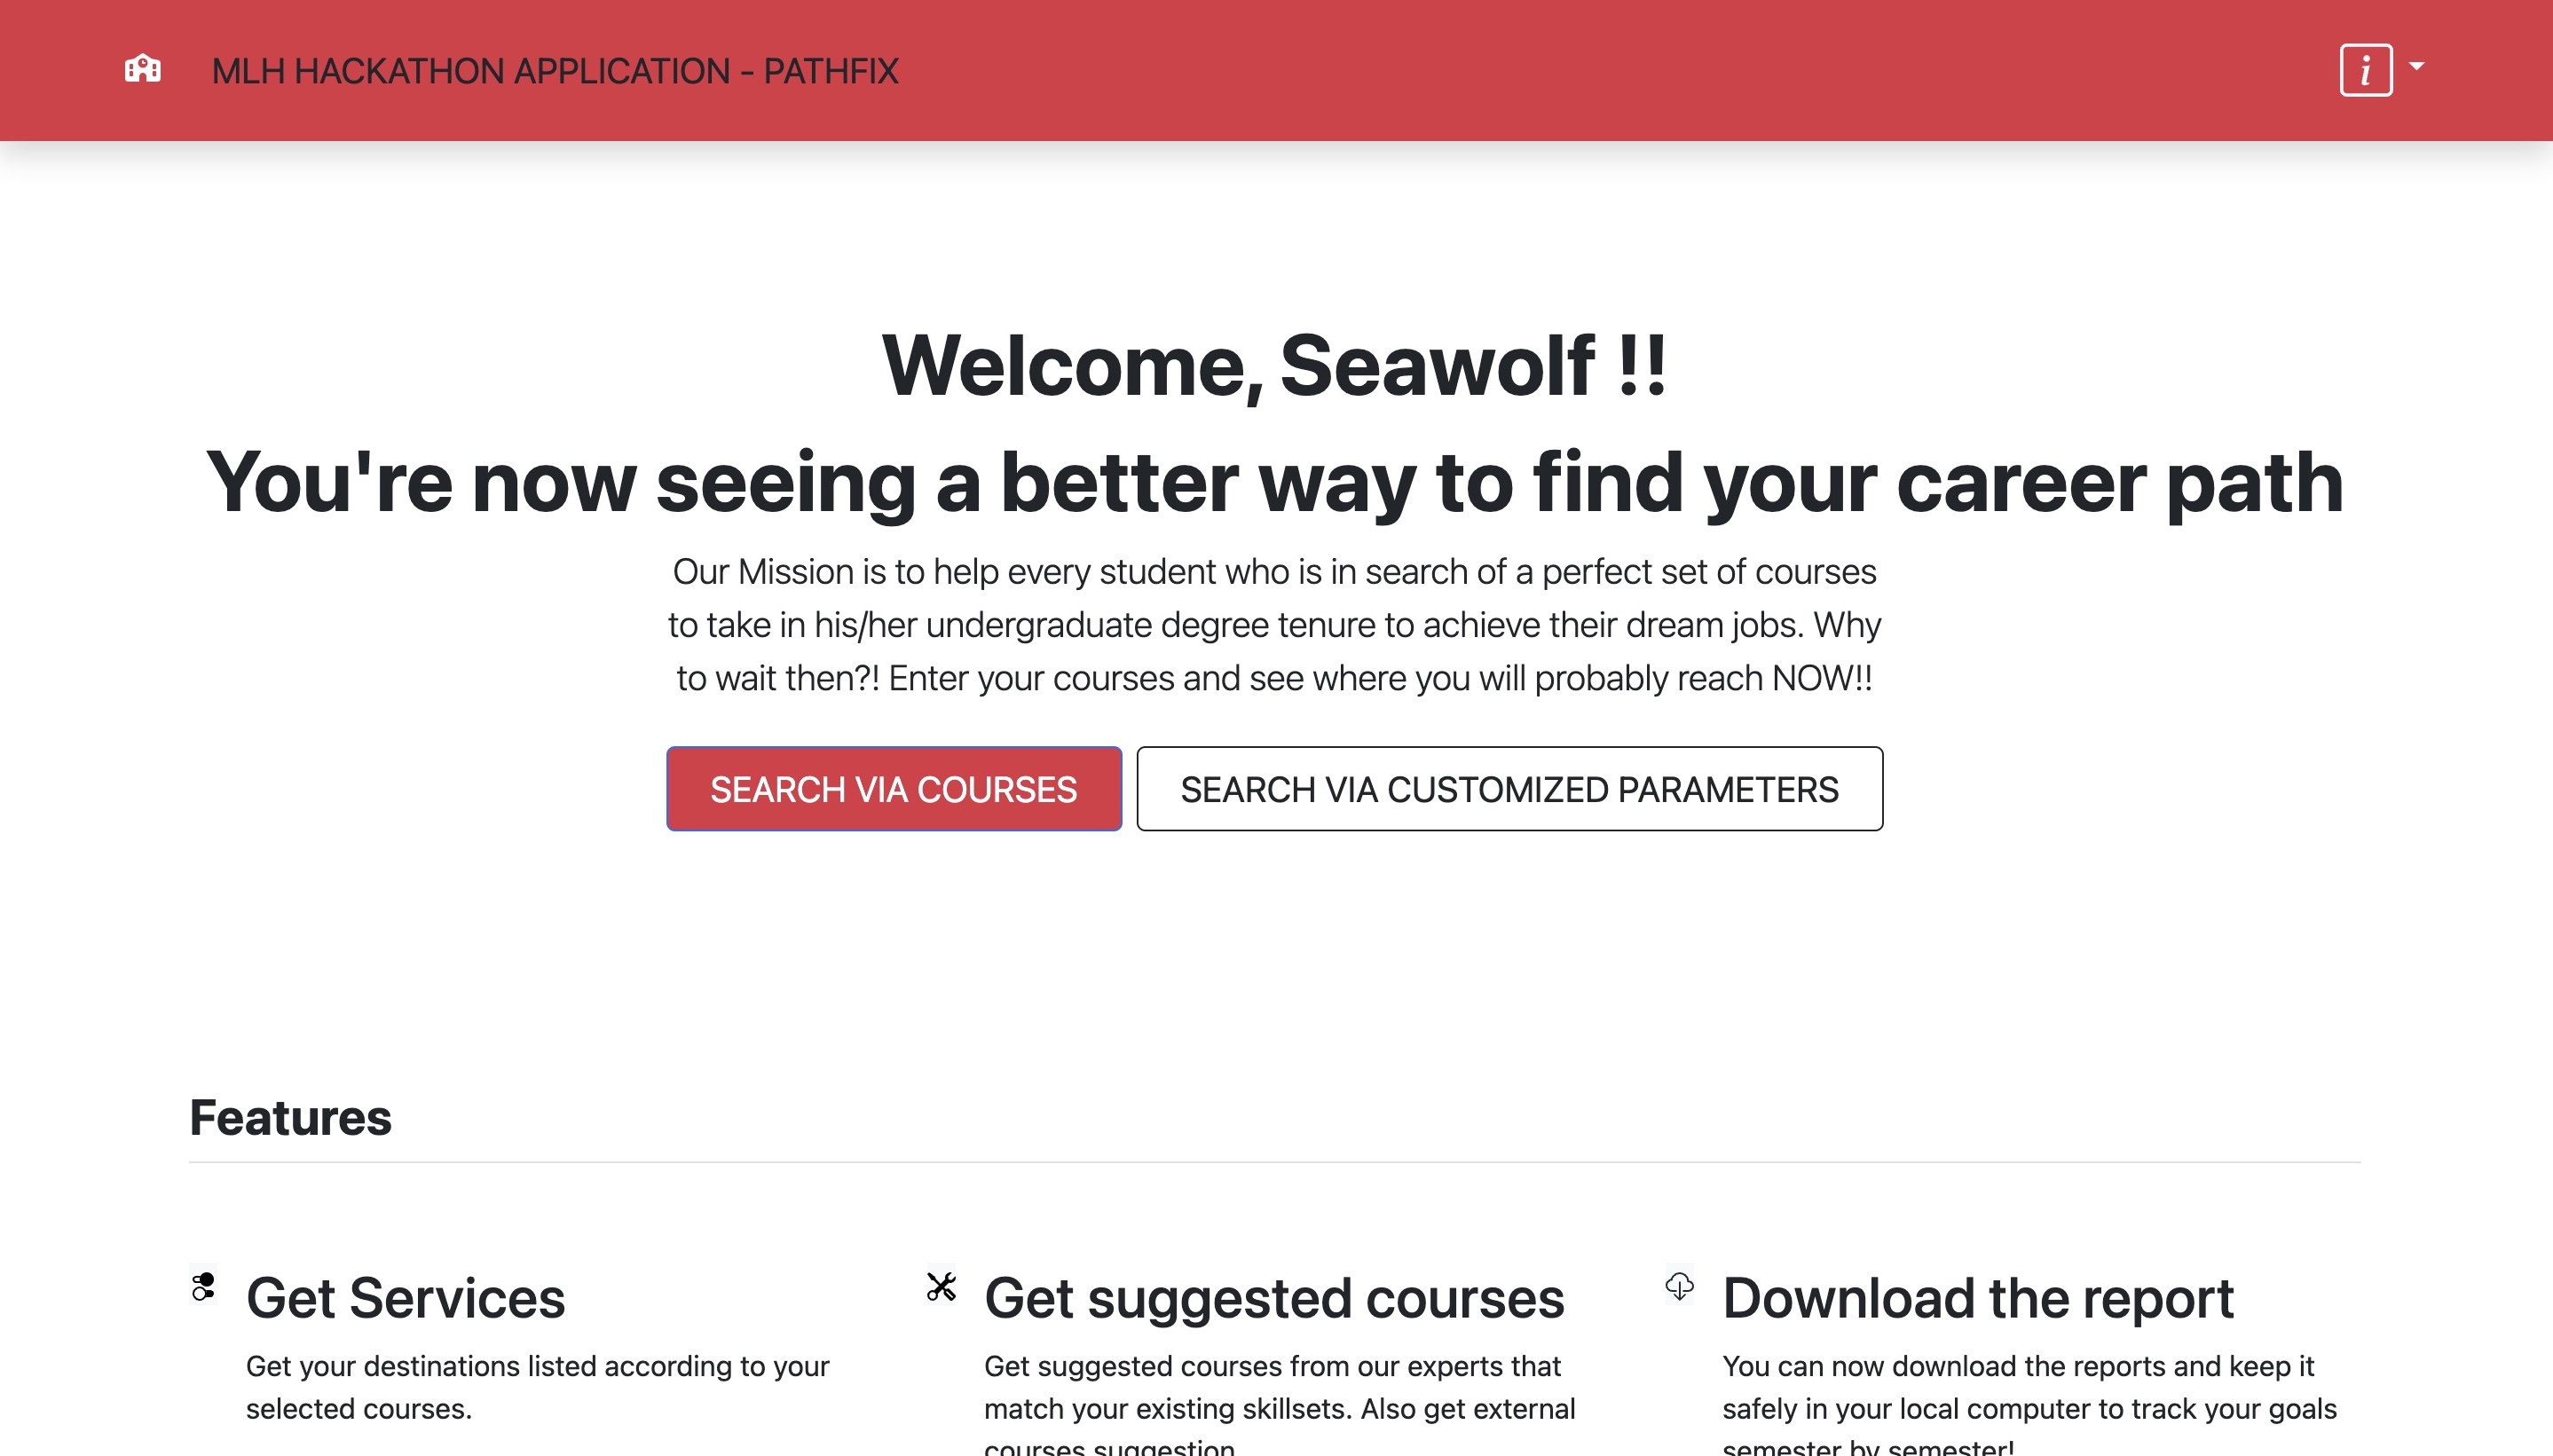 MLH HACKATHON APPLICATION - PATHFIX
i
Welcome, Seawolf !!
You're now seeing a better way to find your career path
Our Mission is to help every student who is in search of a perfect set of courses
to take in his/her undergraduate degree tenure to achieve their dream jobs. Why
to wait then?! Enter your courses and see where you will probably reach NOW!!
SEARCH VIA COURSES
SEARCH VIA CUSTOMIZED PARAMETERS
Features
Get Services
Get your destinations listed according to your
selected courses.
Get suggested courses
Get suggested courses from our experts that
match your existing skillsets. Also get external
courses suggestion
Download the report
You can now download the reports and keep it
safely in your local computer to track your goals
semester by semester!